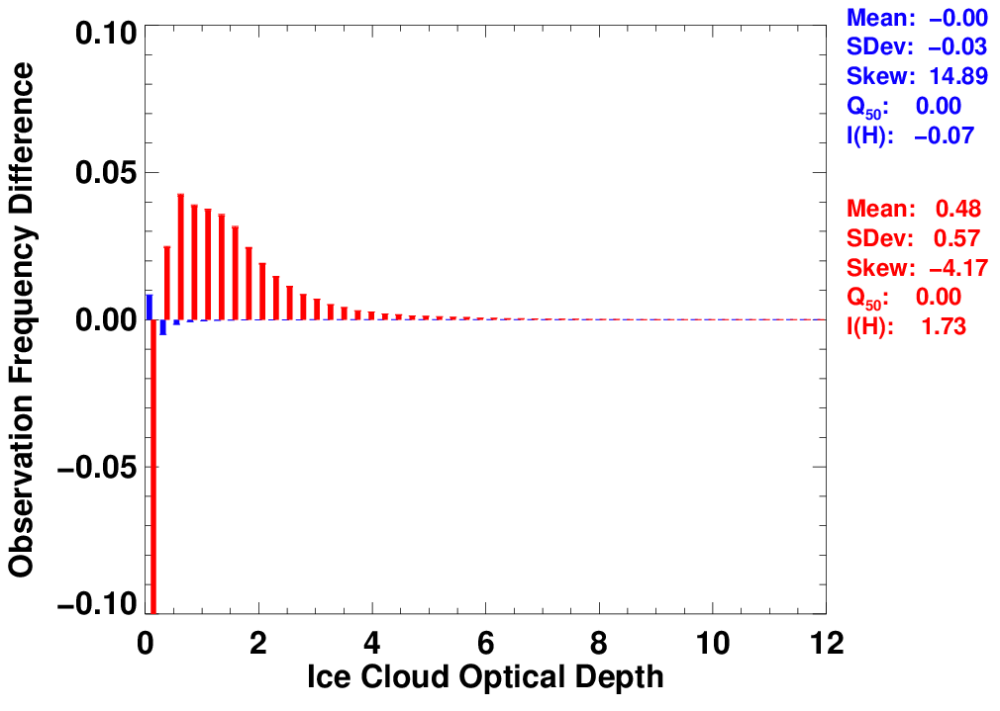 Observation Frequency Difference
0.10
0.05
0.00
−0.05
−0.10
0 2 4 6 8 10 12
Ice Cloud Optical Depth
Mean: −0.00
SDev: −0.03
Skew: 14.89
Q50: 0.00
I(H): −0.07
Mean: 0.48
SDev: 0.57
Skew: −4.17
Q50: 0.00
I(H): 1.73